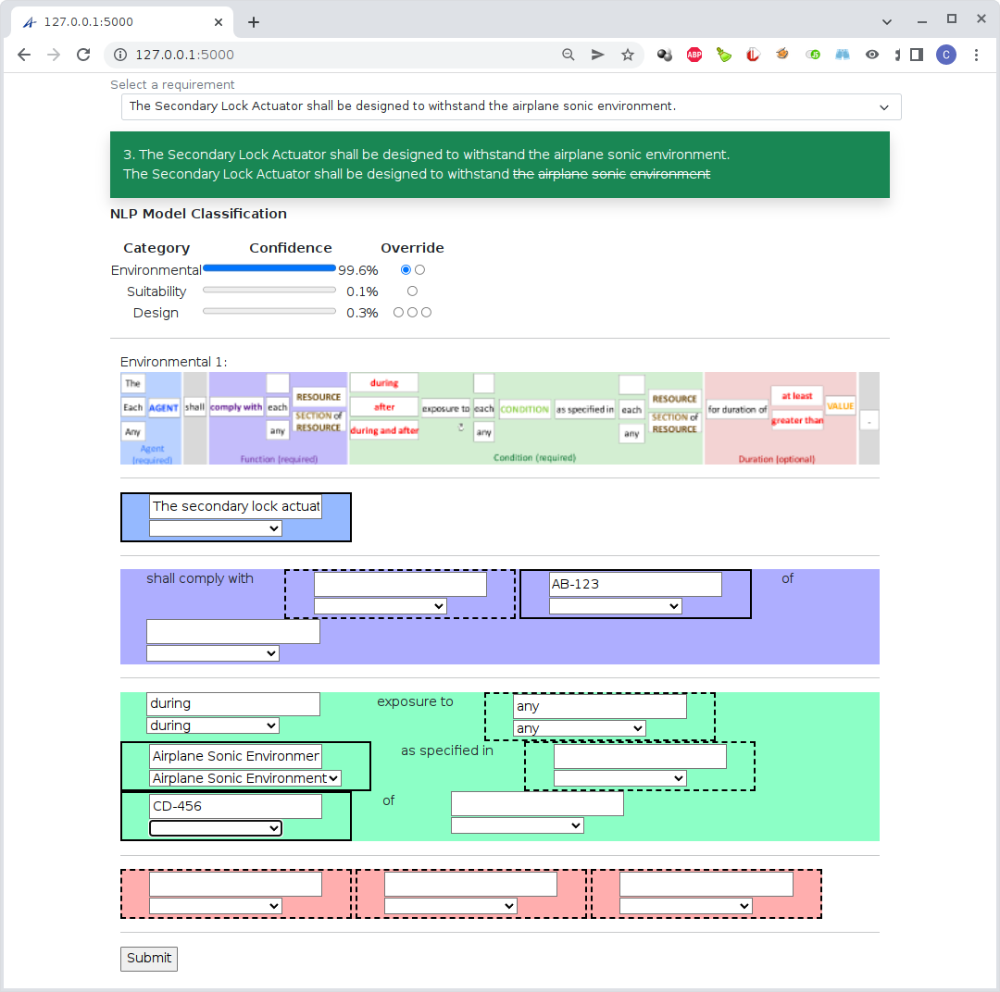 127.0.0.1:5000
127.0.0.1:5000
ABP
JS
C
Select a requirement
The Secondary Lock Actuator shall be designed to withstand the airplane sonic environment.
3. The Secondary Lock Actuator shall be designed to withstand the airplane sonic environment.
The Secondary Lock Actuator shall be designed to withstand the airplane sonic environment
NLP Model Classification
Category Confidence Override
Environmental 99.6%
Suitability 0.1%
Design 0.3%
Environmental 1:
The during
Each AGENT shall comply with each RESOURCE after exposure to each CONDITION as specified in each RESOURCE for duration of at least VALUE .
Any any SECTION of RESOURCE during and after any any SECTION of RESOURCE greater than
Agent (required) Function (required) Condition (required) Duration (optional)
The secondary lock actuat
shall comply with AB-123 of
during exposure to any
during any
Airplane Sonic Environmer as specified in
Airplane Sonic Environment
CD-456 of
Submit